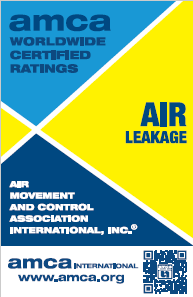 amca
WORLDWIDE
CERTIFIED
RATINGS
AIR
LEAKAGE
AIR
MOVEMENT
AND CONTROL
ASSOCIATION
INTERNATIONAL, INC.®
amca INTERNATIONAL
www.amca.org